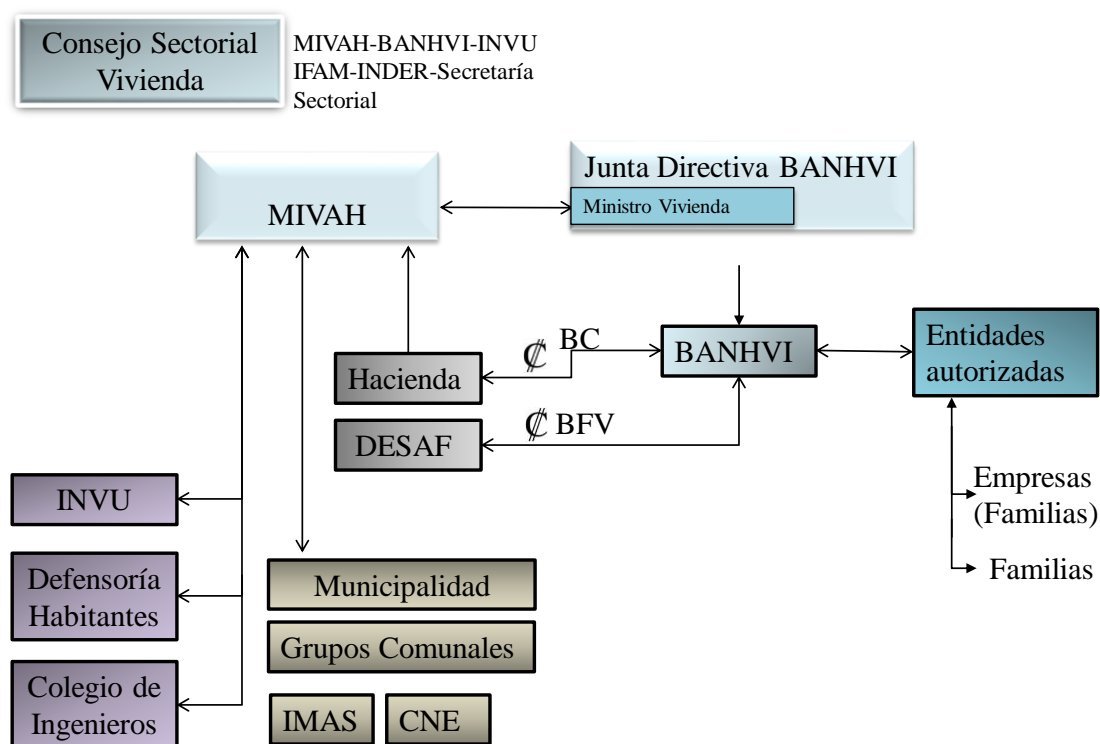 Consejo Sectorial
Vivienda
MIVAH-BANHVI-INVU
IFAM-INDER-Secretaría
Sectorial
MIVAH
Junta Directiva BANHVI
Ministro Vivienda
₡ BC
Hacienda
BANHVI
Entidades
autorizadas
₡ BFV
DESAF
INVU
Empresas
(Familias)
Familias
Defensoría
Habitantes
Municipalidad
Grupos Comunales
Colegio de
Ingenieros
IMAS
CNE